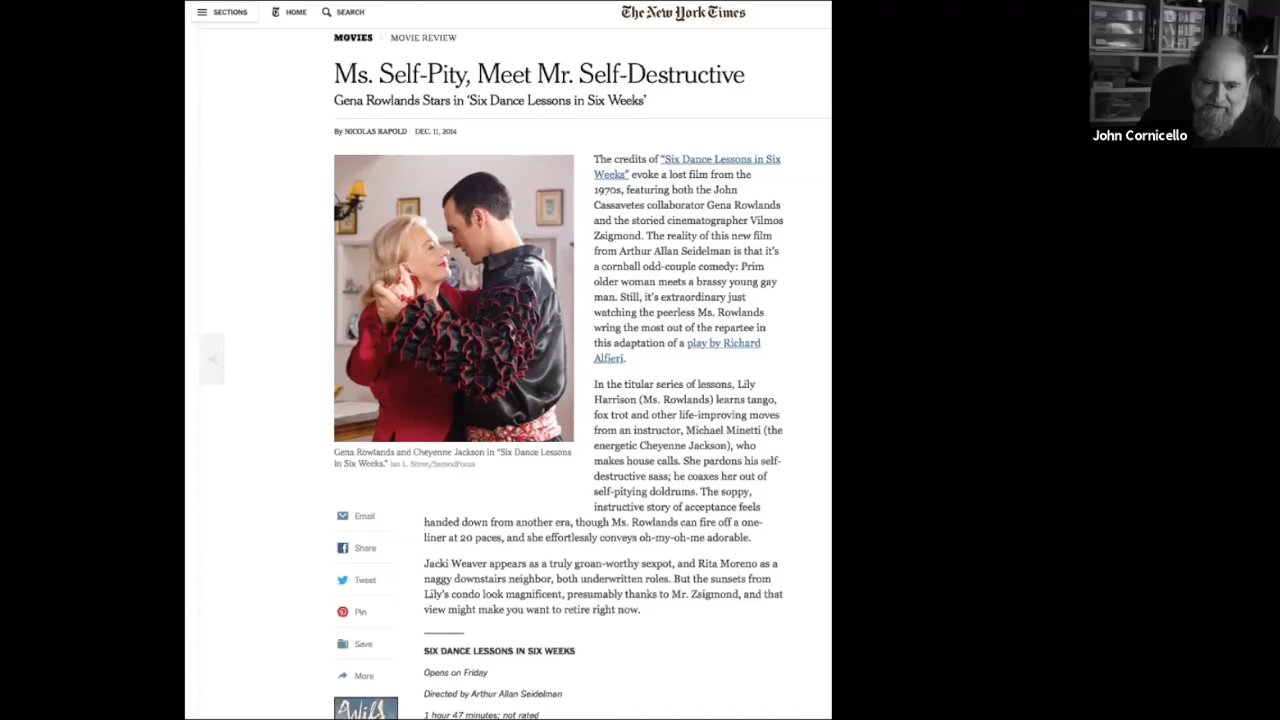 SECTIONS
HOME
SEARCH
The New York Times
MOVIES
MOVIE REVIEW
Ms. Self-Pity, Meet Mr. Self-Destructive
Gena Rowlands Stars in ‘Six Dance Lessons in Six Weeks’
By NICOLAS RAPOLD DEC. 11, 2014
The credits of “Six Dance Lessons in Six
Weeks” evoke a lost film from the
1970s, featuring both the John
Cassavetes collaborator Gena Rowlands
and the storied cinematographer Vilmos
Zsigmond. The reality of this new film
from Arthur Allan Seidelman is that it’s
a cornball odd-couple comedy: Prim
older woman meets a brassy young gay
man. Still, it’s extraordinary just
watching the peerless Ms. Rowlands
wring the most out of the repartee in
this adaptation of a play by Richard
Alfieri.
In the titular series of lessons, Lily
Harrison (Ms. Rowlands) learns tango,
fox trot and other life-improving moves
from an instructor, Michael Minetti (the
energetic Cheyenne Jackson), who
makes house calls. She pardons his self-
destructive sass; he coaxes her out of
self-pitying doldrums. The soppy,
instructive story of acceptance feels
handed down from another era, though Ms. Rowlands can fire off a one-
liner at 20 paces, and she effortlessly conveys oh-my-oh-me adorable.
Jacki Weaver appears as a truly groan-worthy sexpot, and Rita Moreno as a
naggy downstairs neighbor, both underwritten roles. But the sunsets from
Lily’s condo look magnificent, presumably thanks to Mr. Zsigmond, and that
view might make you want to retire right now.
SIX DANCE LESSONS IN SIX WEEKS
Opens on Friday
Directed by Arthur Allan Seidelman
1 hour 47 minutes; not rated
Gena Rowlands and Cheyenne Jackson in “Six Dance Lessons
in Six Weeks.” Ian L. Sitren/SecondFocus
Email
Share
Tweet
Pin
Save
More
Wild
John Cornicello